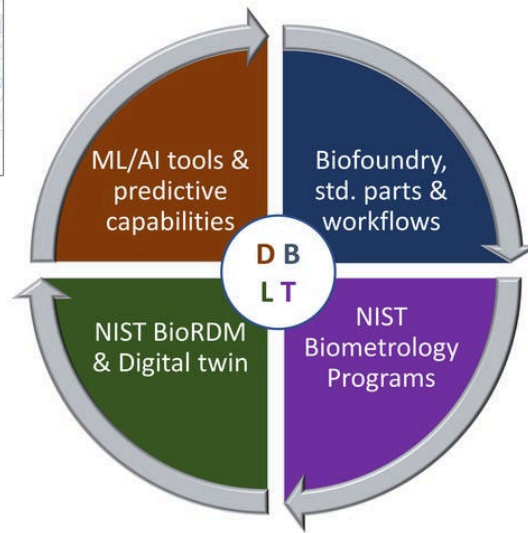 ML/AI tools &
predictive
capabilities
Biofoundry,
std. parts &
workflows
D B
L T
NIST BioRDM
& Digital twin
NIST
Biometrology
Programs